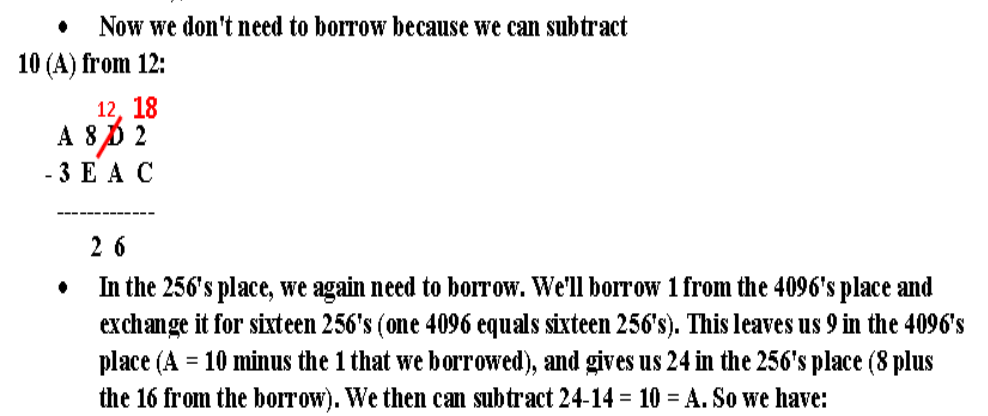 • Now we don't need to borrow because we can subtract
10 (A) from 12:
12 18
A 8 D 2
- 3 E A C
-------------
2 6
• In the 256's place, we again need to borrow. We'll borrow 1 from the 4096's place and
exchange it for sixteen 256's (one 4096 equals sixteen 256's). This leaves us 9 in the 4096's
place (A = 10 minus the 1 that we borrowed), and gives us 24 in the 256's place (8 plus
the 16 from the borrow). We then can subtract 24-14 = 10 = A. So we have: